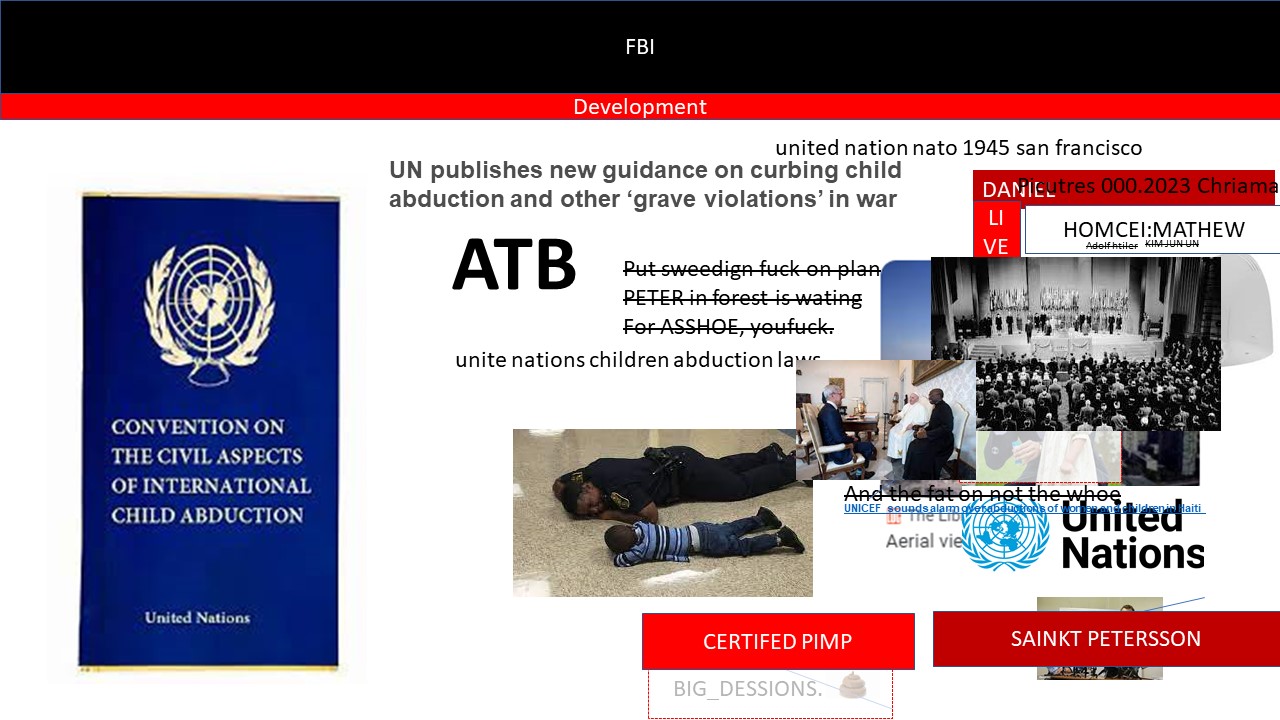 FBI
Development
united nation nato 1945 san francisco
UN publishes new guidance on curbing child
abduction and other ‘grave violations’ in war
DANIEL
Picutres 000.2023 Chriama
LI
VE
HOMCEI:MATHEW
Adolf htiler KIM JUN UN
ATB
Put sweedign fuck on plan
PETER in forest is wating
For ASSHOE, youfuck.
unite nations children abduction laws
CONVENTION ON
THE CIVIL ASPECTS
OF INTERNATIONAL
CHILD ABDUCTION
United Nations
And the fat on not the whoe
UNICEF sounds alarm over abductions of women and children in Haiti
The Lib
Aerial vie
United
Nations
CERTIFED PIMP
SAINKT PETERSSON
BIG_DESSIONS.